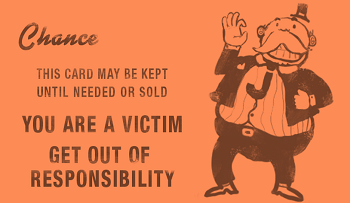 Chance
THIS CARD MAY BE KEPT
UNTIL NEEDED OR SOLD
YOU ARE A VICTIM
GET OUT OF
RESPONSIBILITY
J